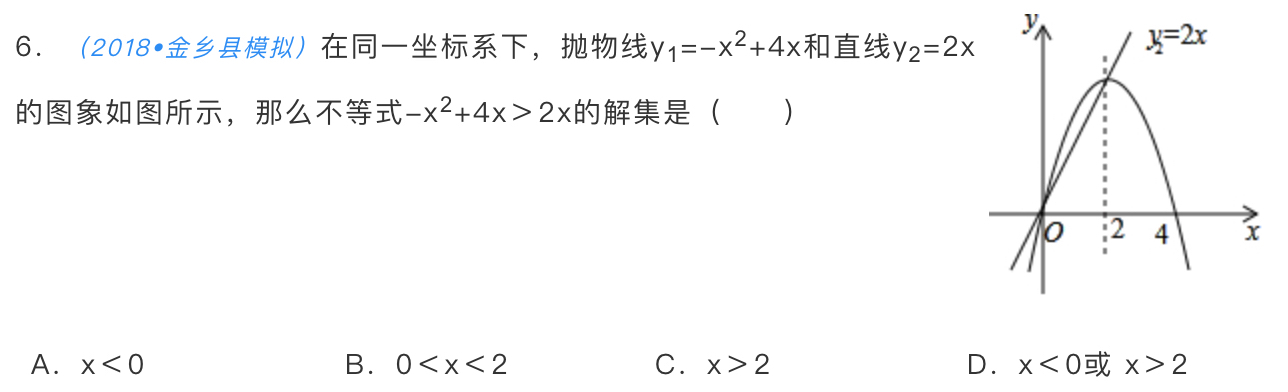 6. （2018•金乡县模拟）在同一坐标系下，抛物线y₁=−x²+4x和直线y₂=2x
的图象如图所示，那么不等式−x²+4x＞2x的解集是（　　）
y
y₂=2x
O
2
4
x
A. x＜0 B. 0＜x＜2 C. x＞2 D. x＜0或 x＞2